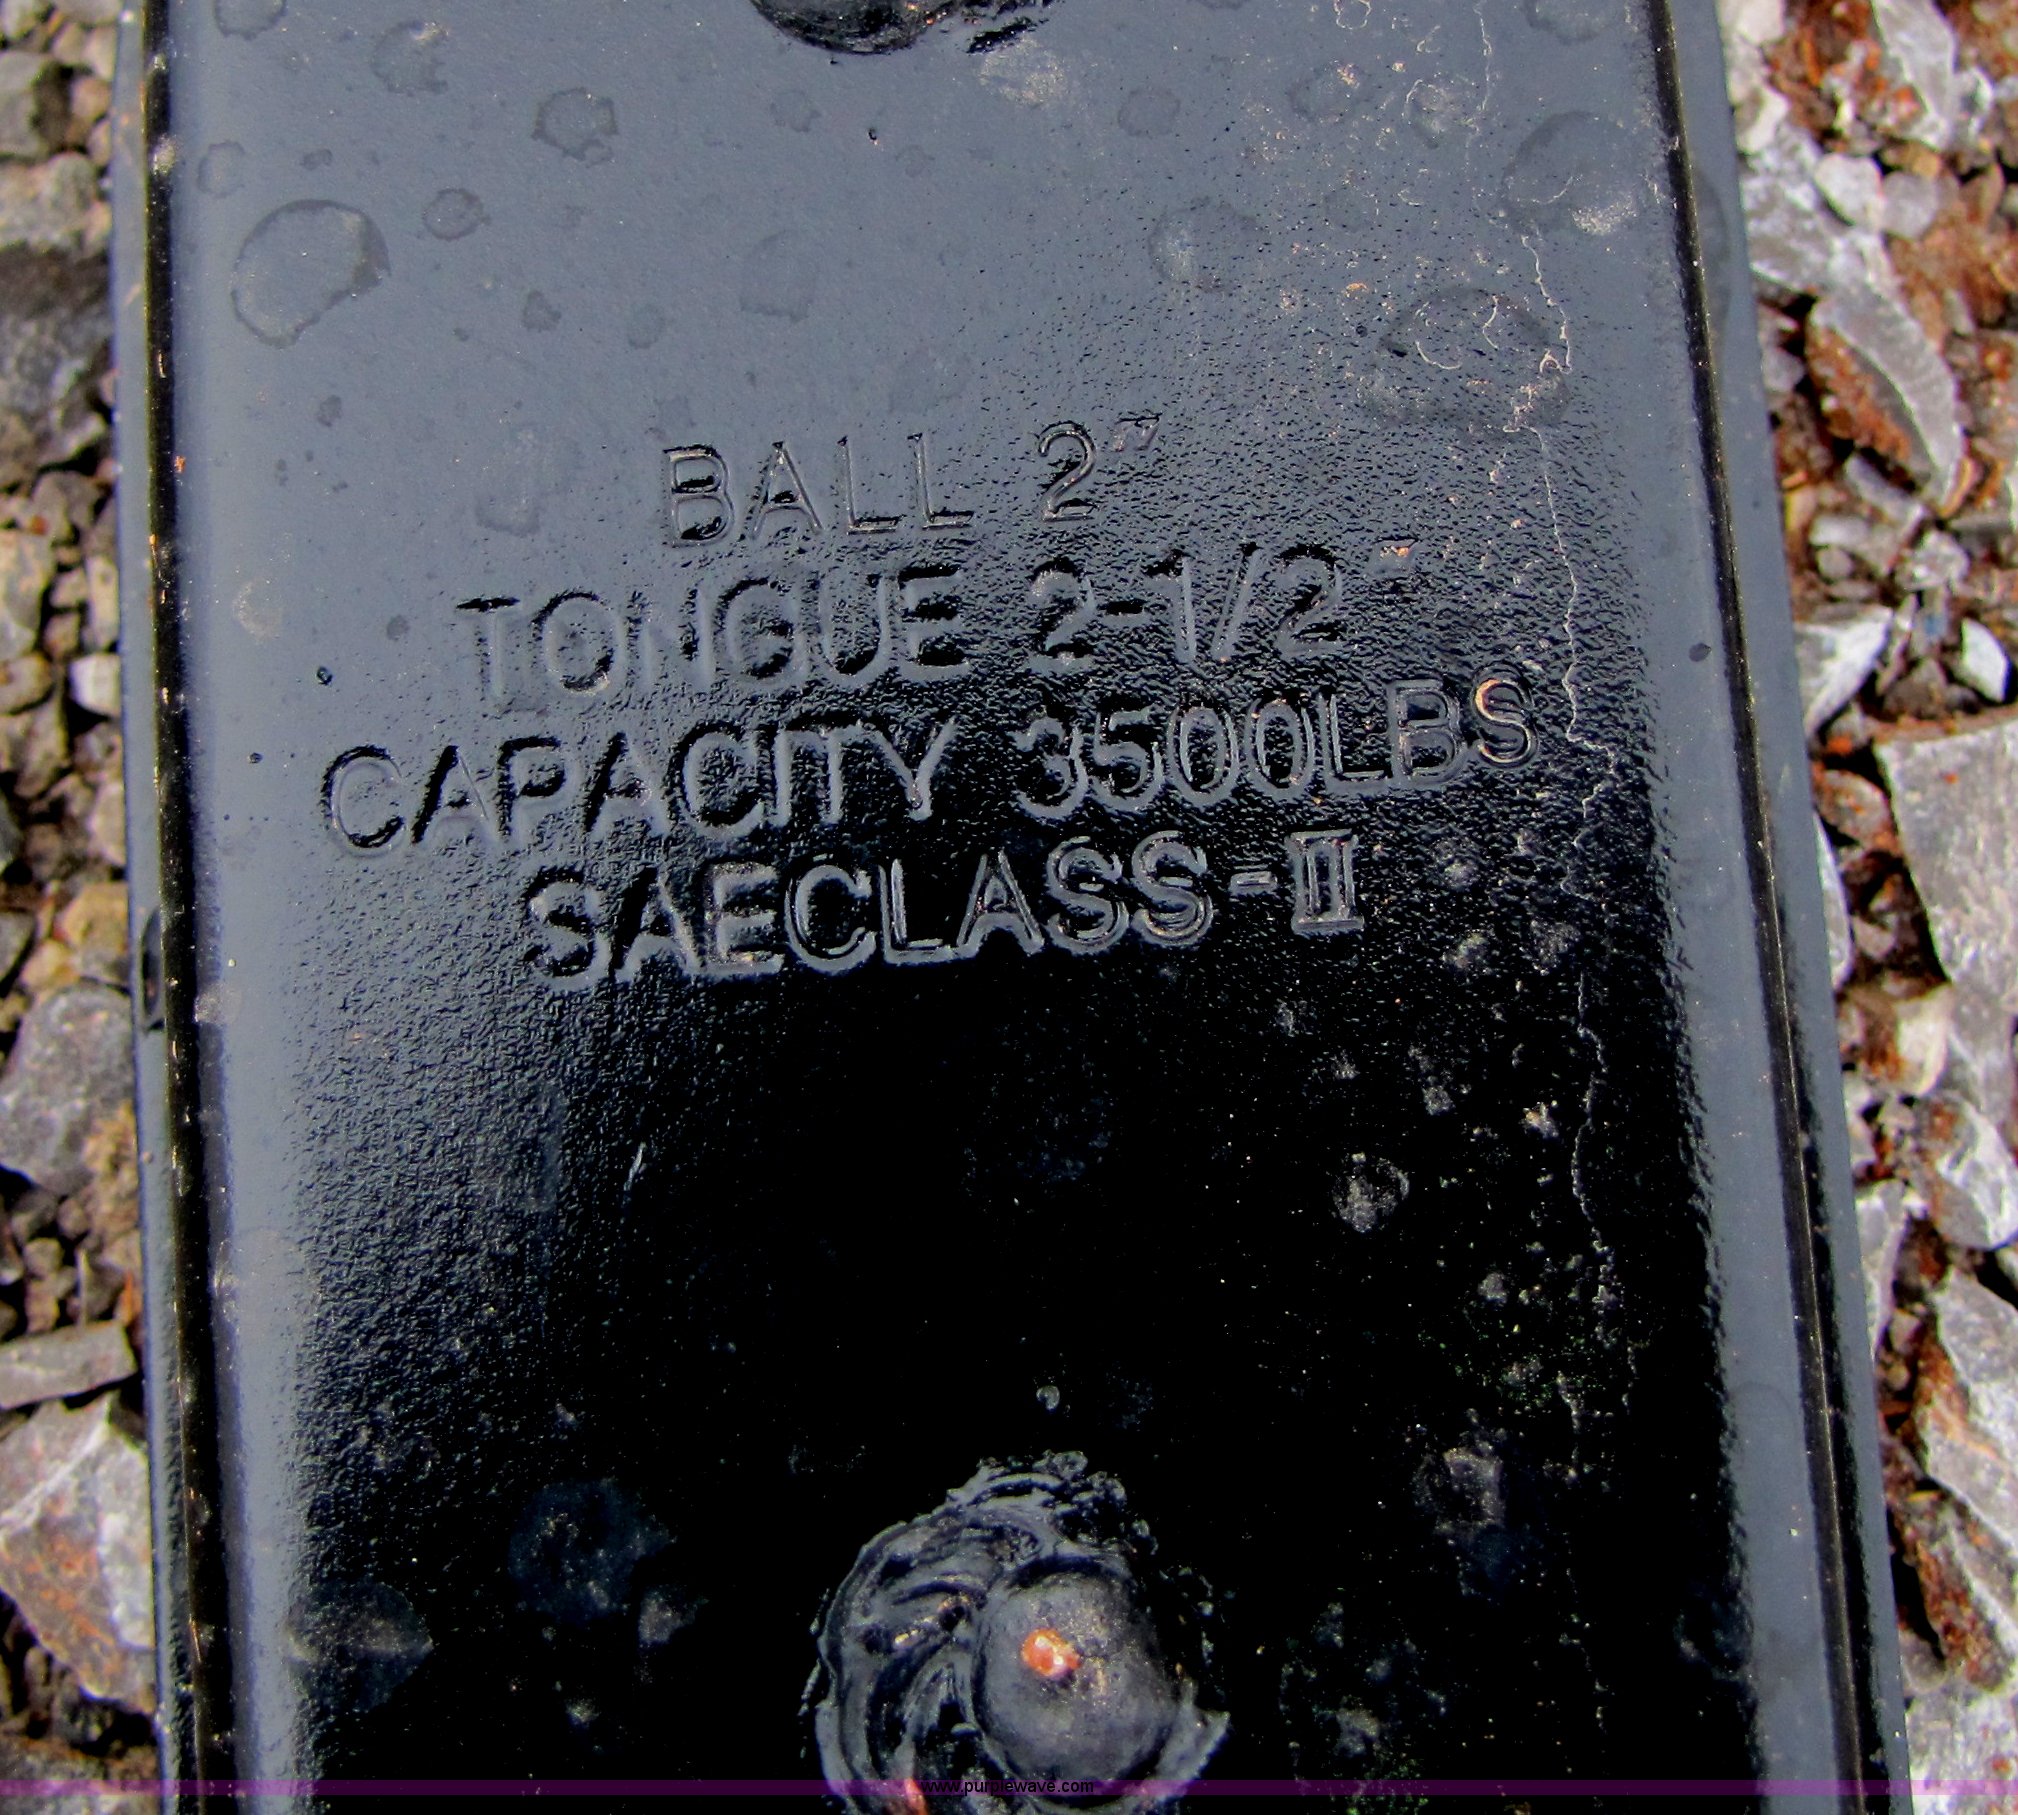 BALL 2"
TONGUE 2-1/2"
CAPACITY 3500LBS
SAECLASS-II
www.purplewave.com